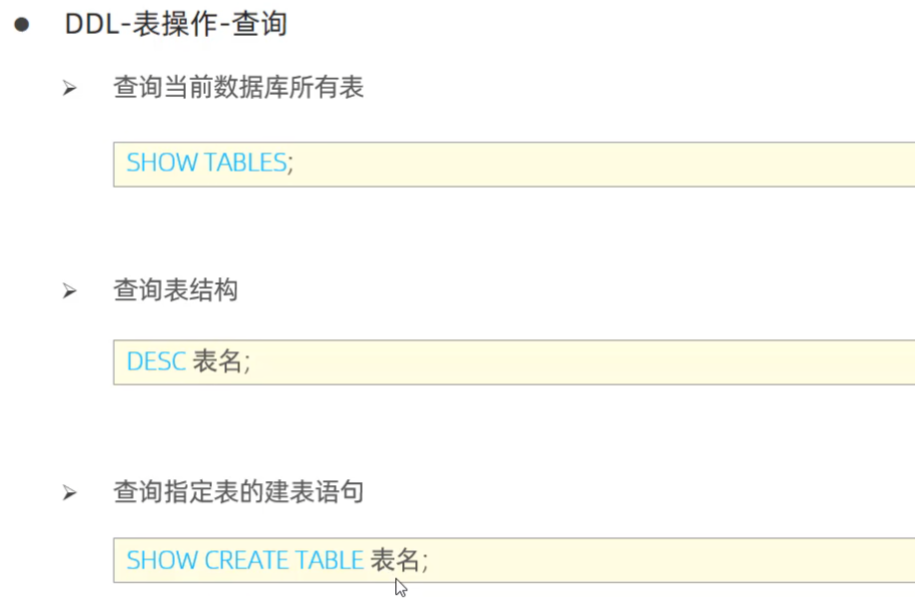 DDL-表操作-查询
查询当前数据库所有表
SHOW TABLES;
查询表结构
DESC 表名;
查询指定表的建表语句
SHOW CREATE TABLE 表名;